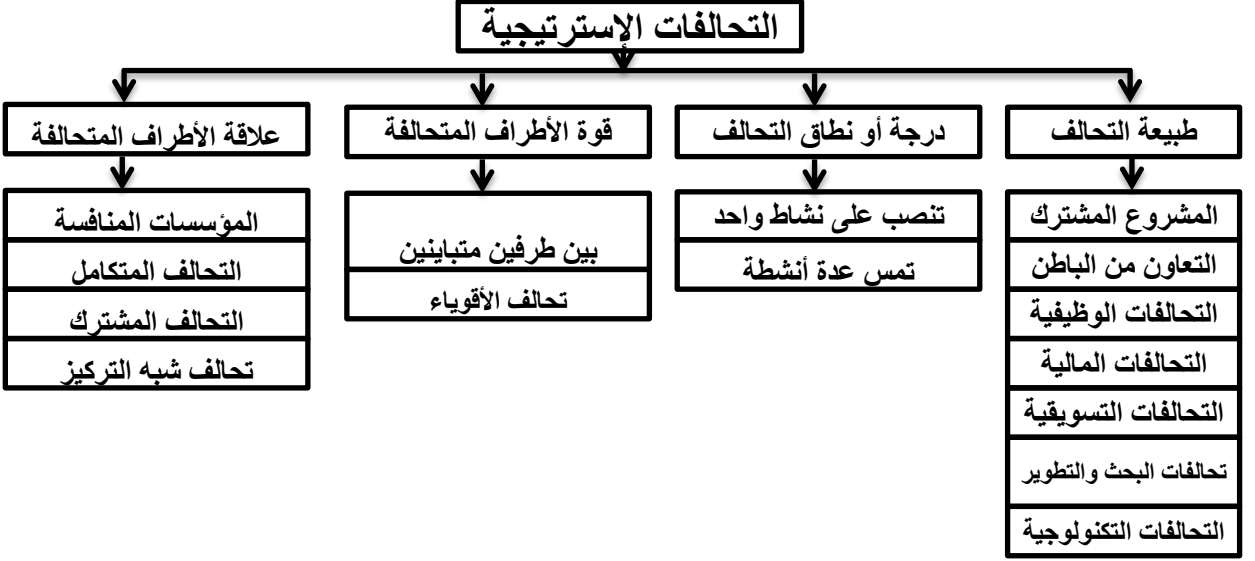 التحالفات الإسترتيجية
طبيعة التحالف
المشروع المشترك
التعاون من الباطن
التحالفات الوظيفية
التحالفات المالية
التحالفات التسويقية
تحالفات البحث والتطوير
التحالفات التكنولوجية
درجة أو نطاق التحالف
تنصب على نشاط واحد
تمس عدة أنشطة
قوة الأطراف المتحالفة
بين طرفين متباينين
تحالف الأقوياء
علاقة الأطراف المتحالفة
المؤسسات المنافسة
التحالف المتكامل
التحالف المشترك
تحالف شبه التركيز